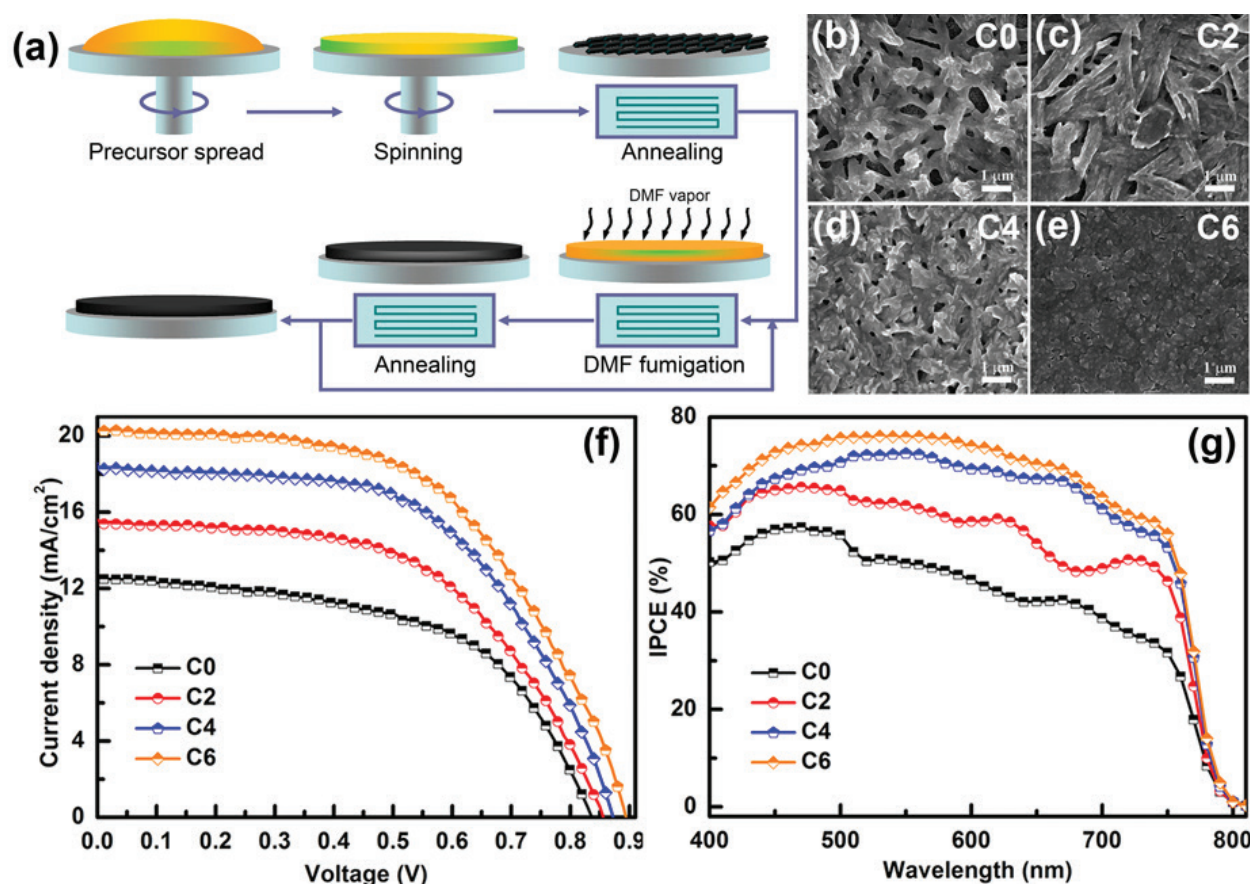 (a)
Precursor spread
Spinning
Annealing
DMF vapor
Annealing
DMF fumigation
(b) C0
1 μm
(c) C2
1 μm
(d) C4
1 μm
(e) C6
1 μm
(f)
Current density (mA/cm²)
20
16
12
8
4
0
C0
C2
C4
C6
0.0 0.1 0.2 0.3 0.4 0.5 0.6 0.7 0.8 0.9
Voltage (V)
(g)
IPCE (%)
80
60
40
20
0
C0
C2
C4
C6
400 500 600 700 800
Wavelength (nm)